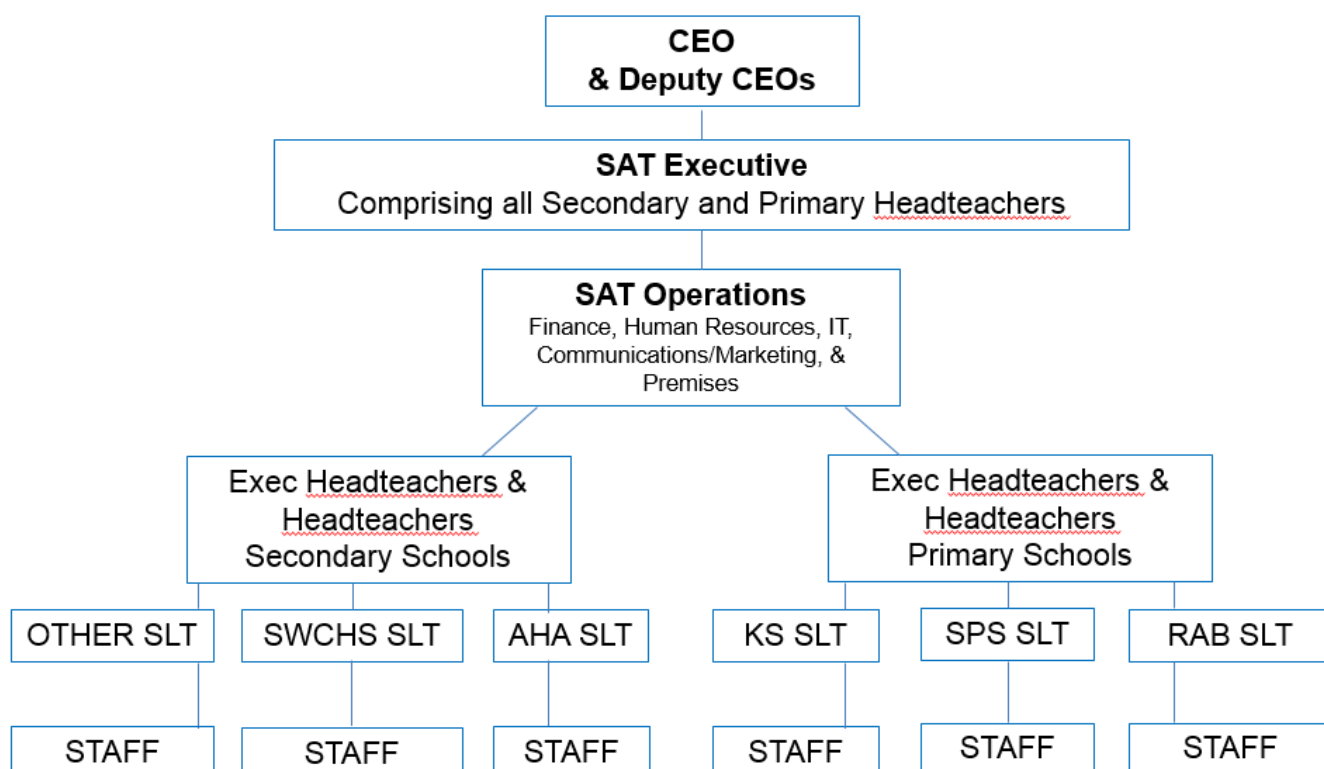 CEO
& Deputy CEOs
SAT Executive
Comprising all Secondary and Primary Headteachers
SAT Operations
Finance, Human Resources, IT,
Communications/Marketing, &
Premises
Exec Headteachers &
Headteachers
Secondary Schools
Exec Headteachers &
Headteachers
Primary Schools
OTHER SLT
SWCHS SLT
AHA SLT
KS SLT
SPS SLT
RAB SLT
STAFF
STAFF
STAFF
STAFF
STAFF
STAFF